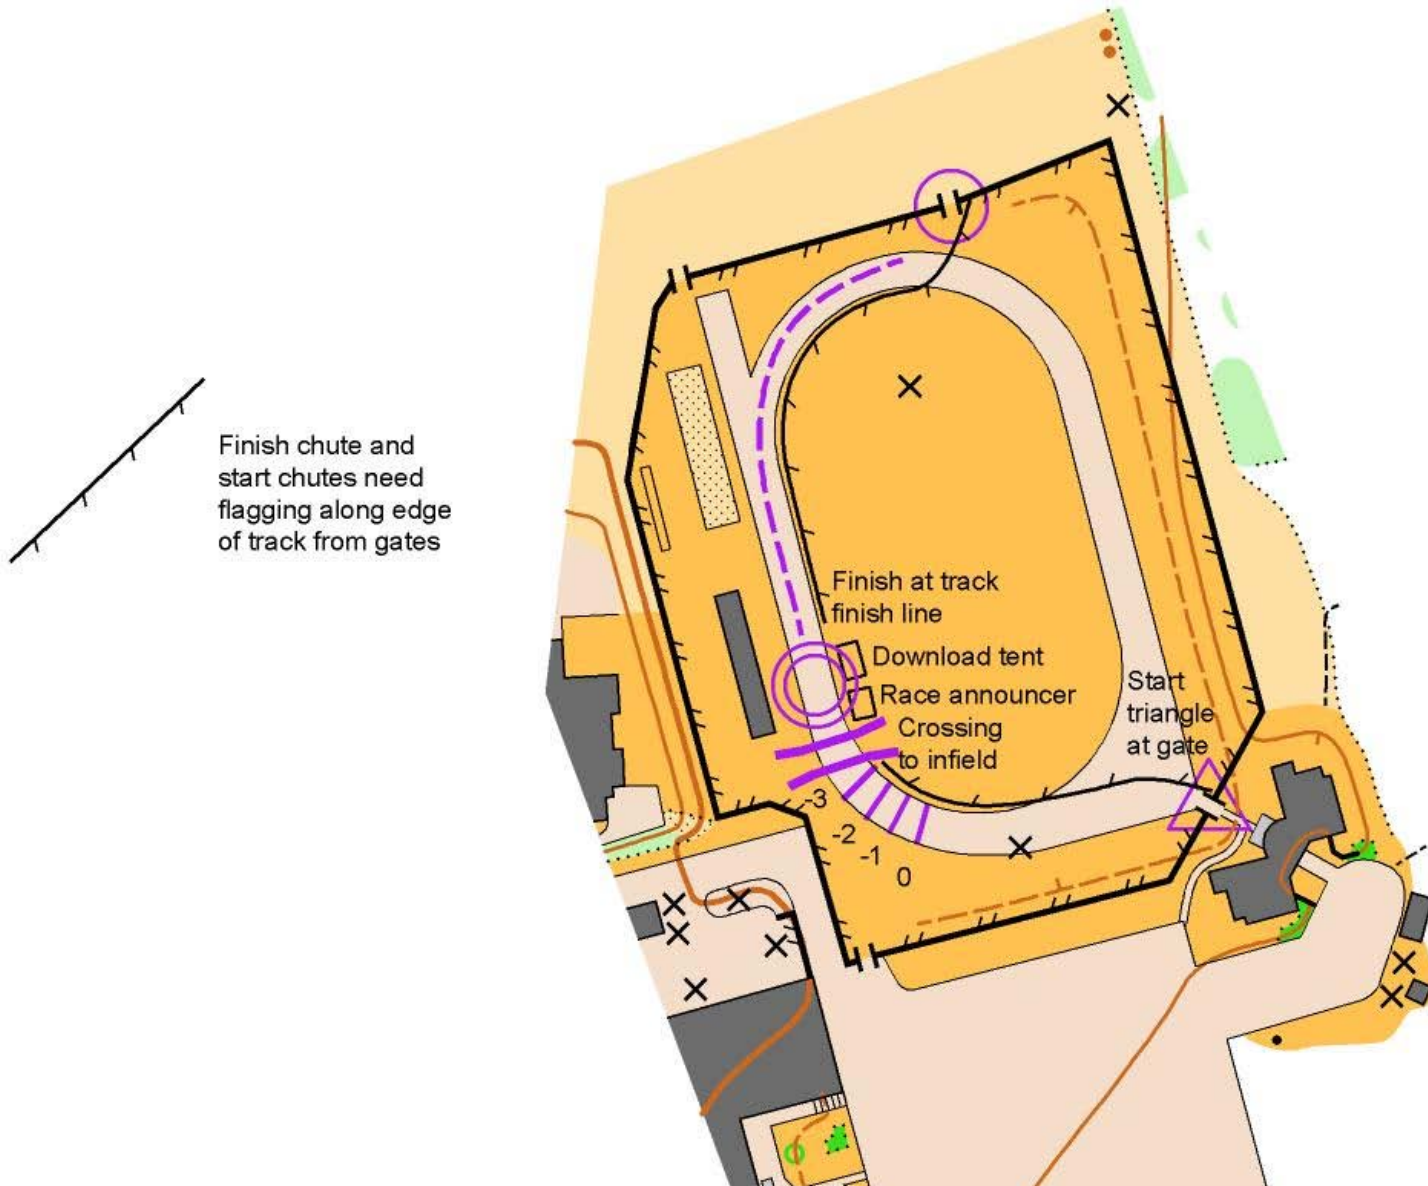 Finish chute and
start chutes need
flagging along edge
of track from gates
Finish at track
finish line
Download tent
Race announcer
Crossing
to infield
Start
triangle
at gate
-3
-2
-1
0